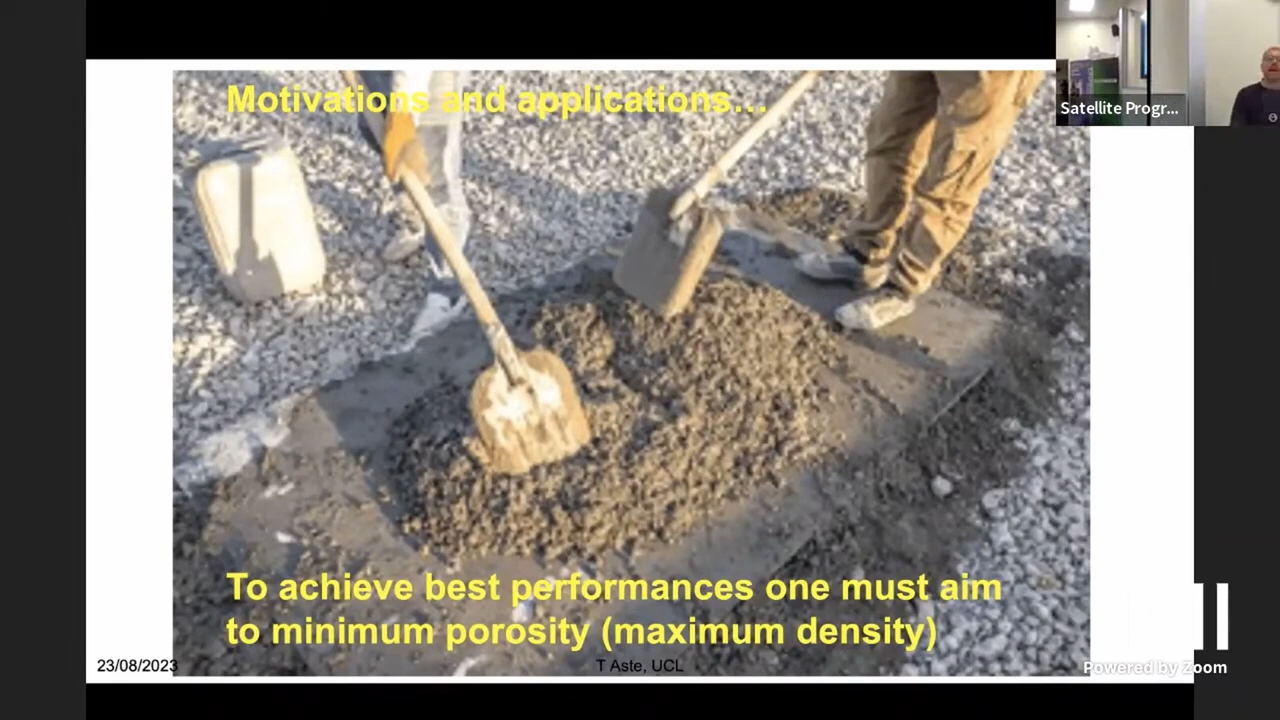 Motivations and applications...
Satellite Progr...
To achieve best performances one must aim
to minimum porosity (maximum density)
23/08/2023
T Aste, UCL
Powered by Zoom